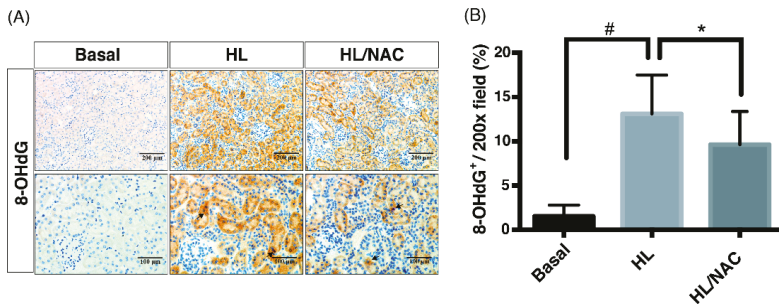 (A)
Basal HL HL/NAC
8-OHdG
200 μm 200 μm 200 μm
100 μm 100 μm 100 μm
(B)
# *
8-OHdG⁺ / 200x field (%)
20
15
10
5
0
Basal HL HL/NAC